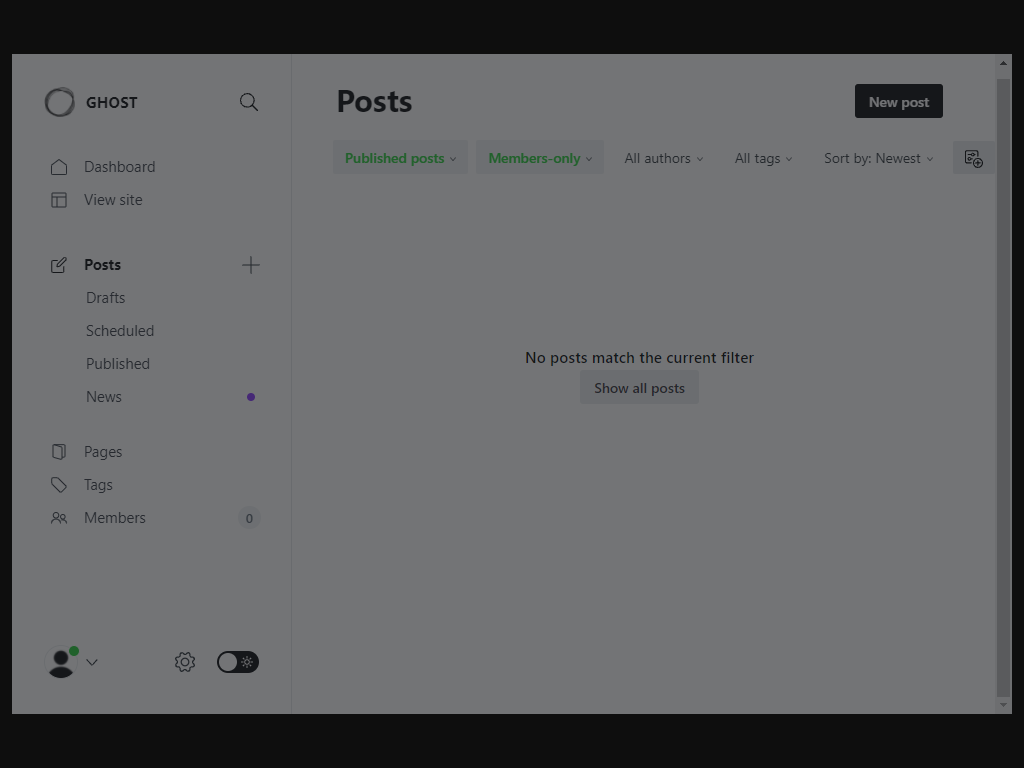 GHOST
Dashboard
View site
Posts
Drafts
Scheduled
Published
News
Pages
Tags
Members 0
Posts
New post
Published posts Members-only All authors All tags Sort by: Newest
No posts match the current filter
Show all posts